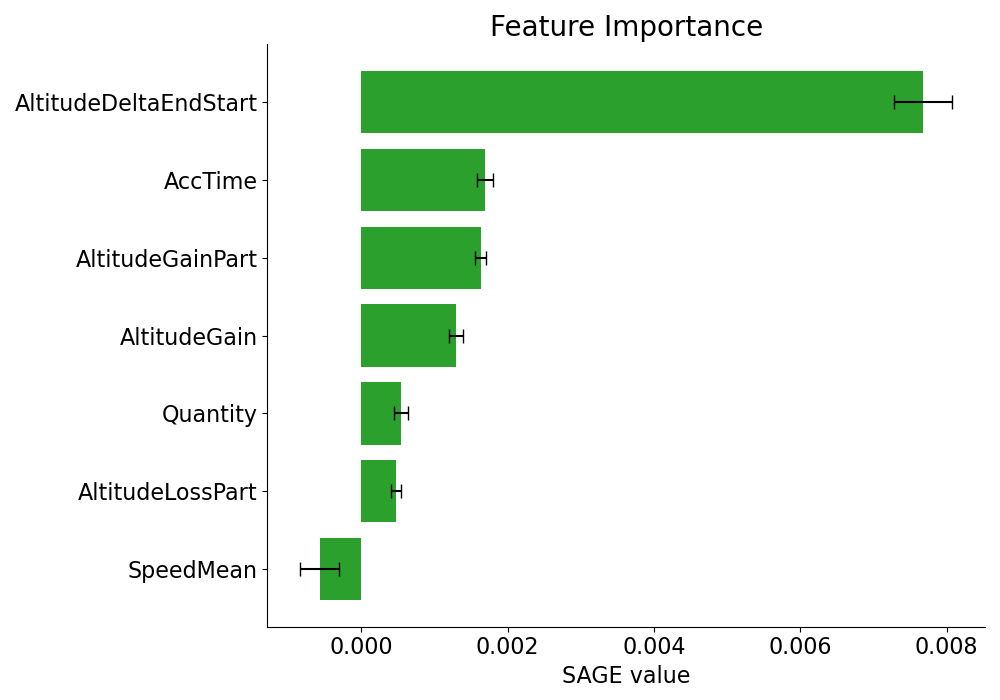 Feature Importance
AltitudeDeltaEndStart
AccTime
AltitudeGainPart
AltitudeGain
Quantity
AltitudeLossPart
SpeedMean
0.000 0.002 0.004 0.006 0.008
SAGE value